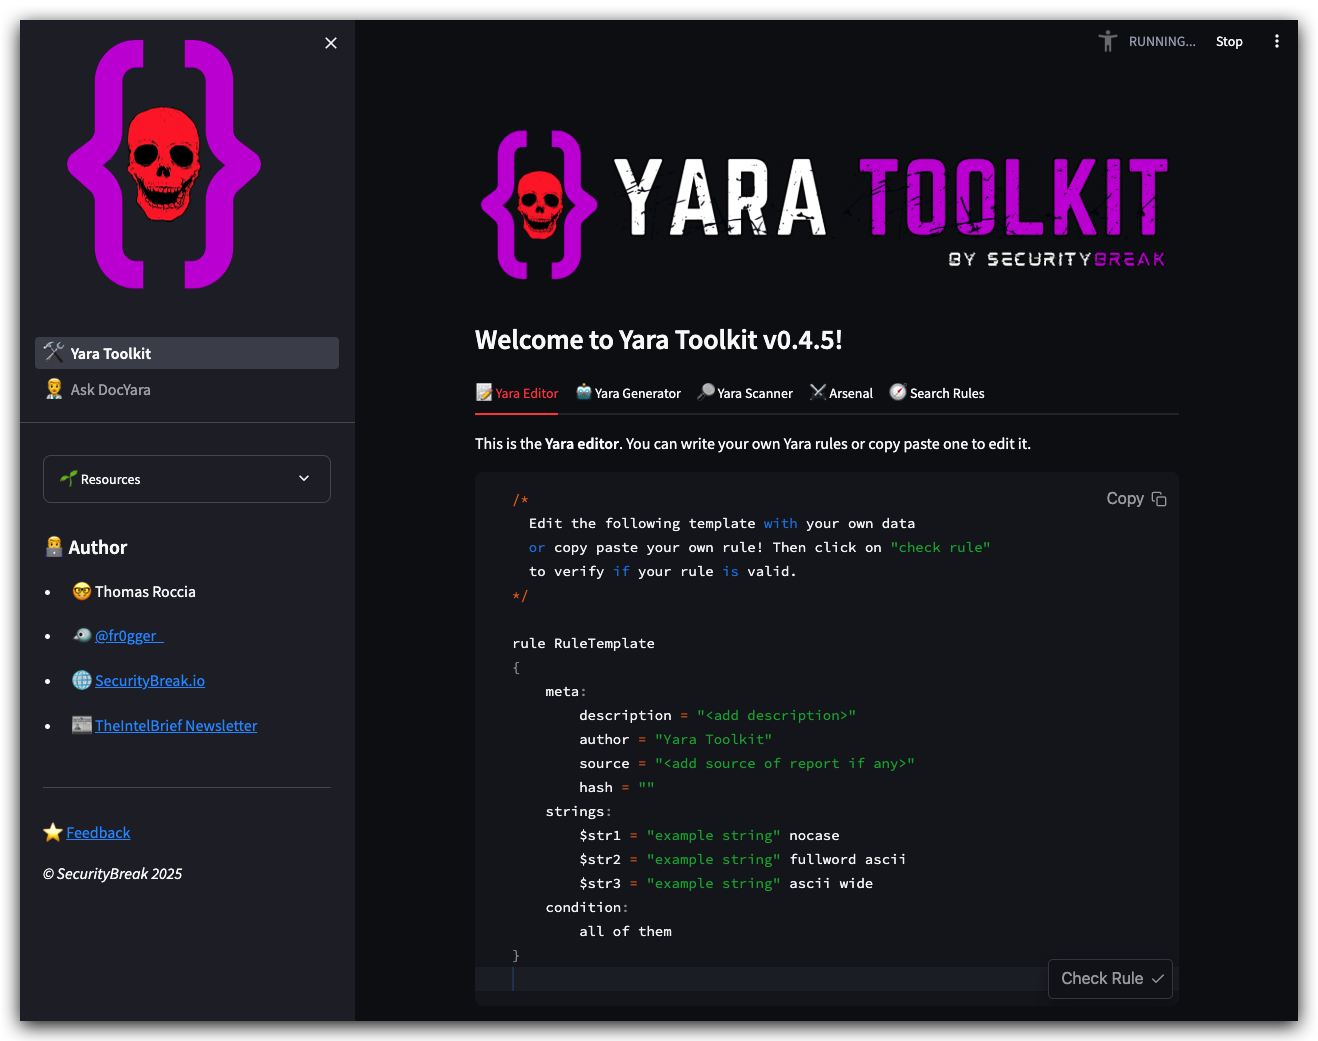 RUNNING...
Stop
YARA TOOLKIT
BY SECURITYBREAK
Yara Toolkit
Ask DocYara
Resources
Author
Thomas Roccia
@fr0gger_
SecurityBreak.io
TheIntelBrief Newsletter
Feedback
© SecurityBreak 2025
Welcome to Yara Toolkit v0.4.5!
Yara Editor
Yara Generator
Yara Scanner
Arsenal
Search Rules
This is the Yara editor. You can write your own Yara rules or copy paste one to edit it.
Copy
/*
Edit the following template with your own data
or copy paste your own rule! Then click on "check rule"
to verify if your rule is valid.
*/
rule RuleTemplate
{
meta:
description = "<add description>"
author = "Yara Toolkit"
source = "<add source of report if any>"
hash = ""
strings:
$str1 = "example string" nocase
$str2 = "example string" fullword ascii
$str3 = "example string" ascii wide
condition:
all of them
}
Check Rule